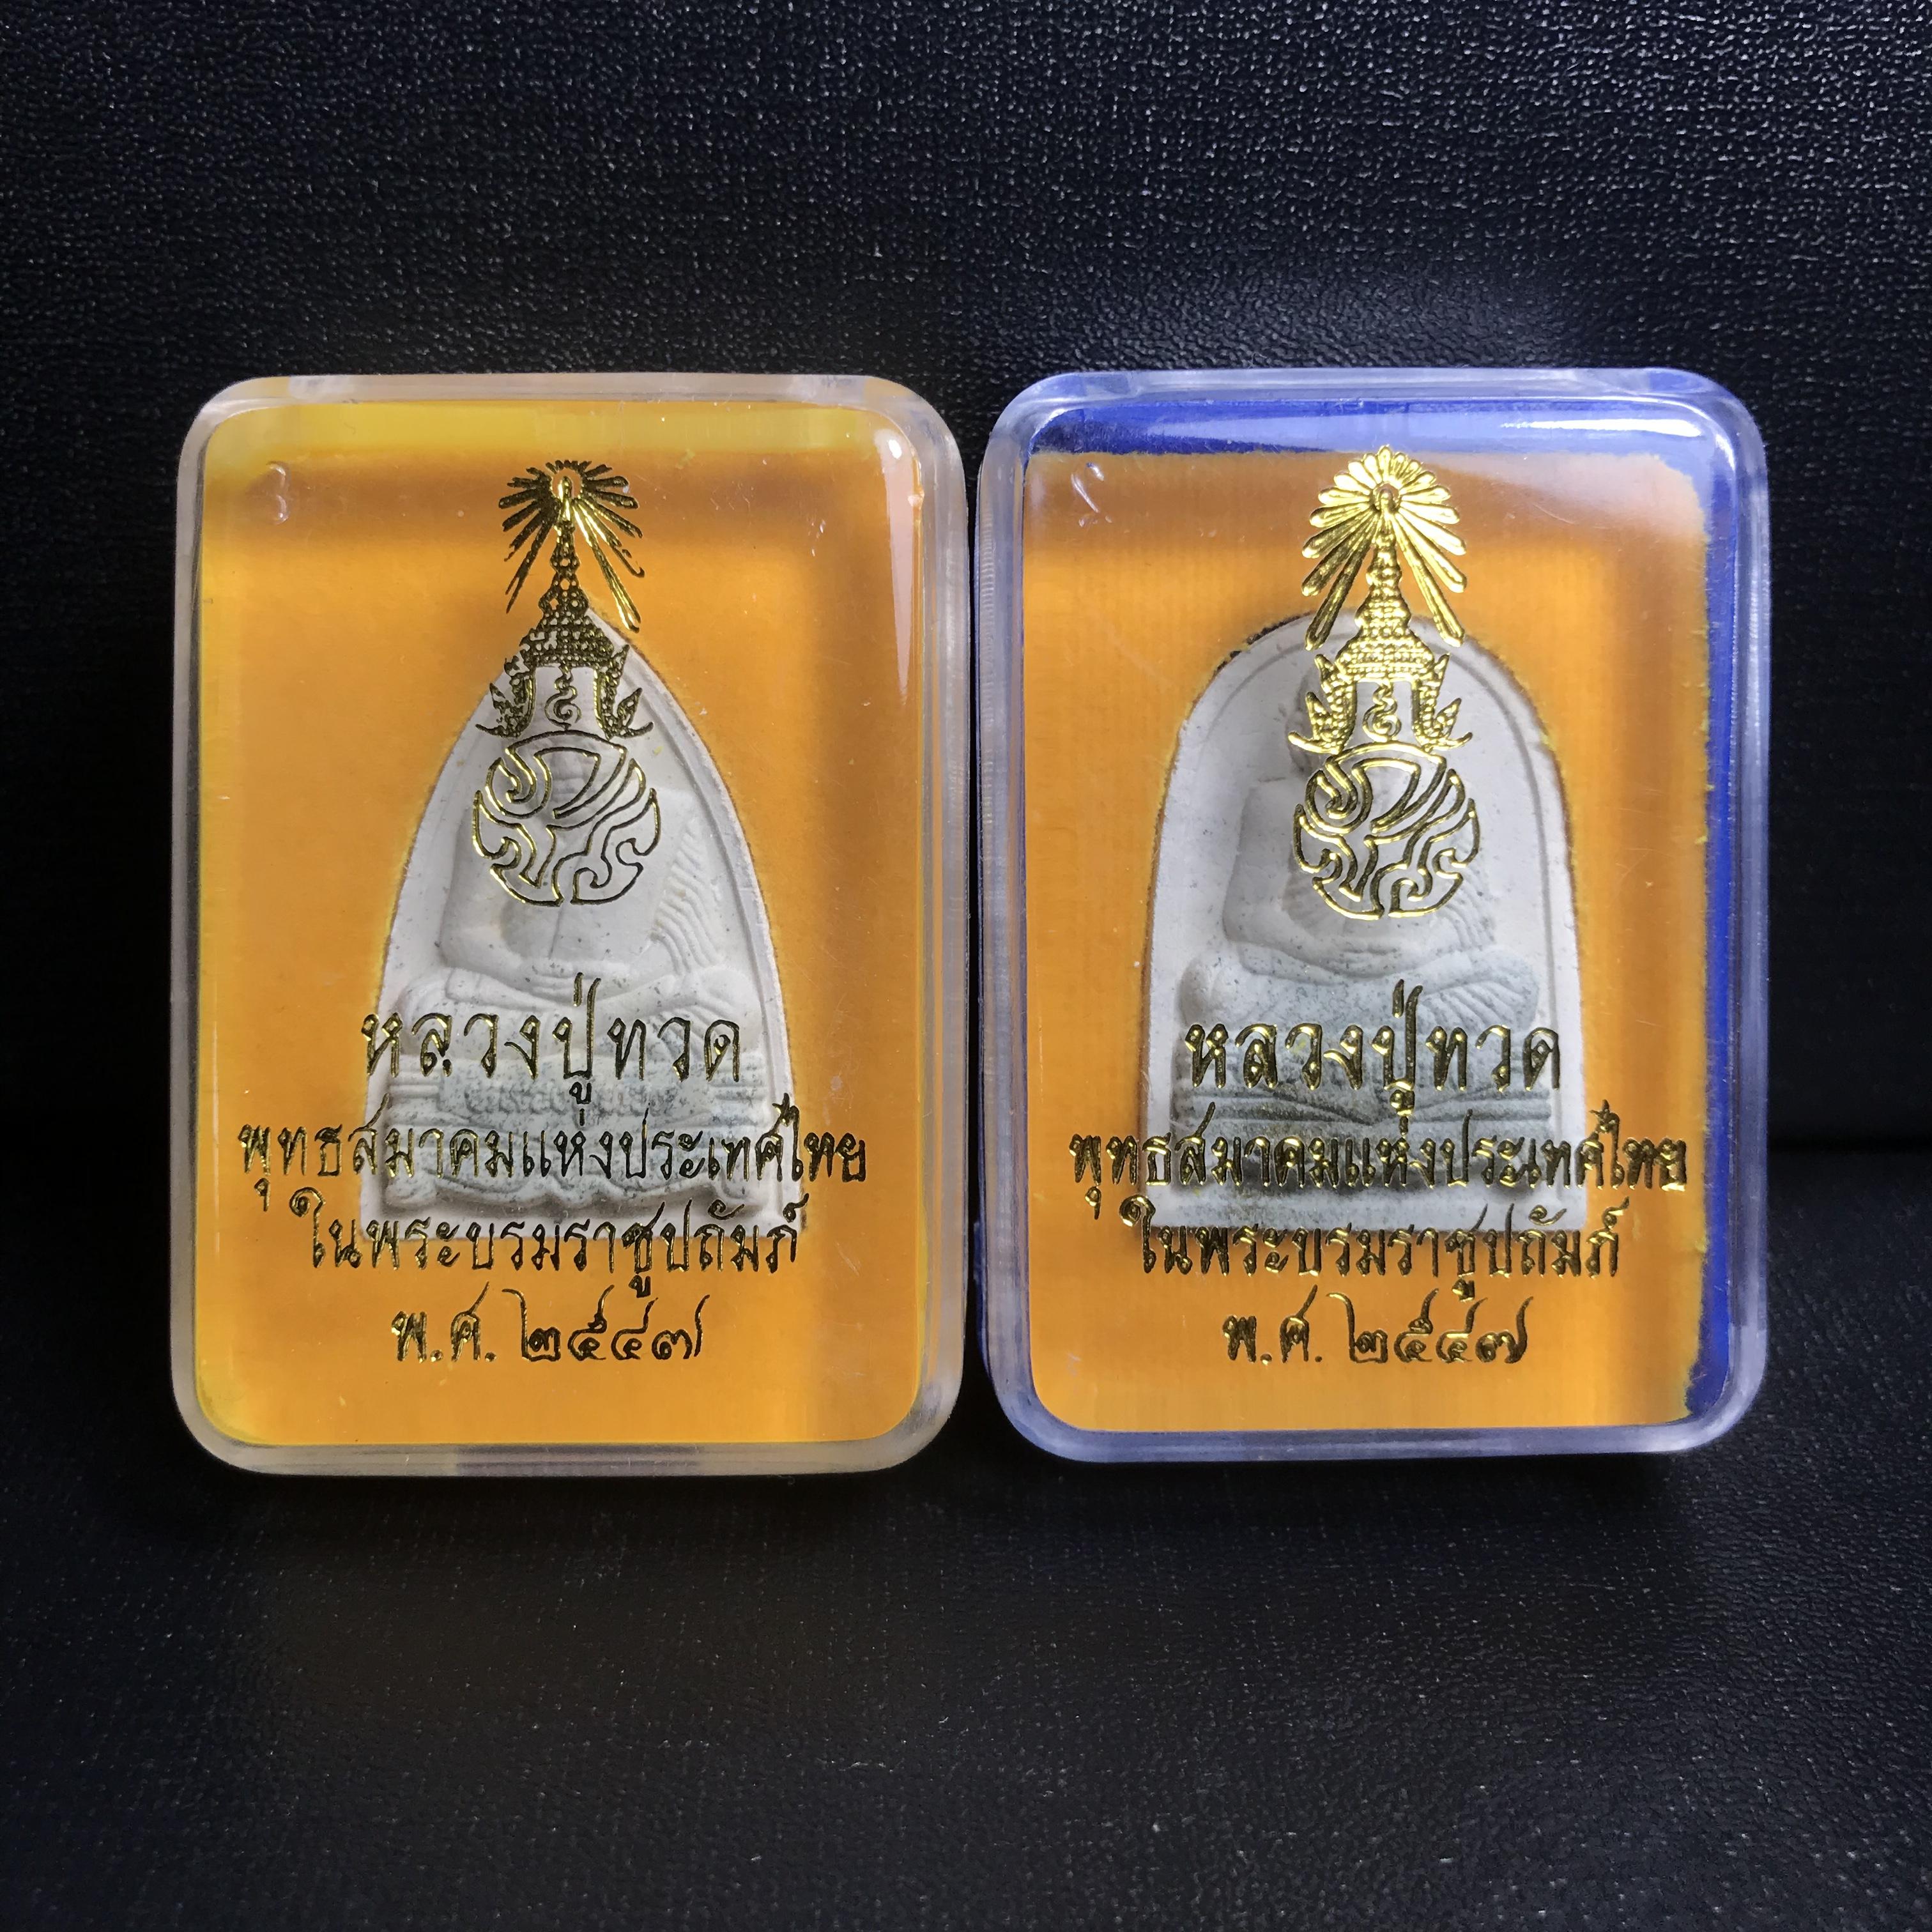 หลวงปู่ทวด
พุทธสมาคมแห่งประเทศไทย
ในพระบรมราชูปถัมภ์
พ.ศ. ๒๕๔๗
หลวงปู่ทวด
พุทธสมาคมแห่งประเทศไทย
ในพระบรมราชูปถัมภ์
พ.ศ. ๒๕๔๗